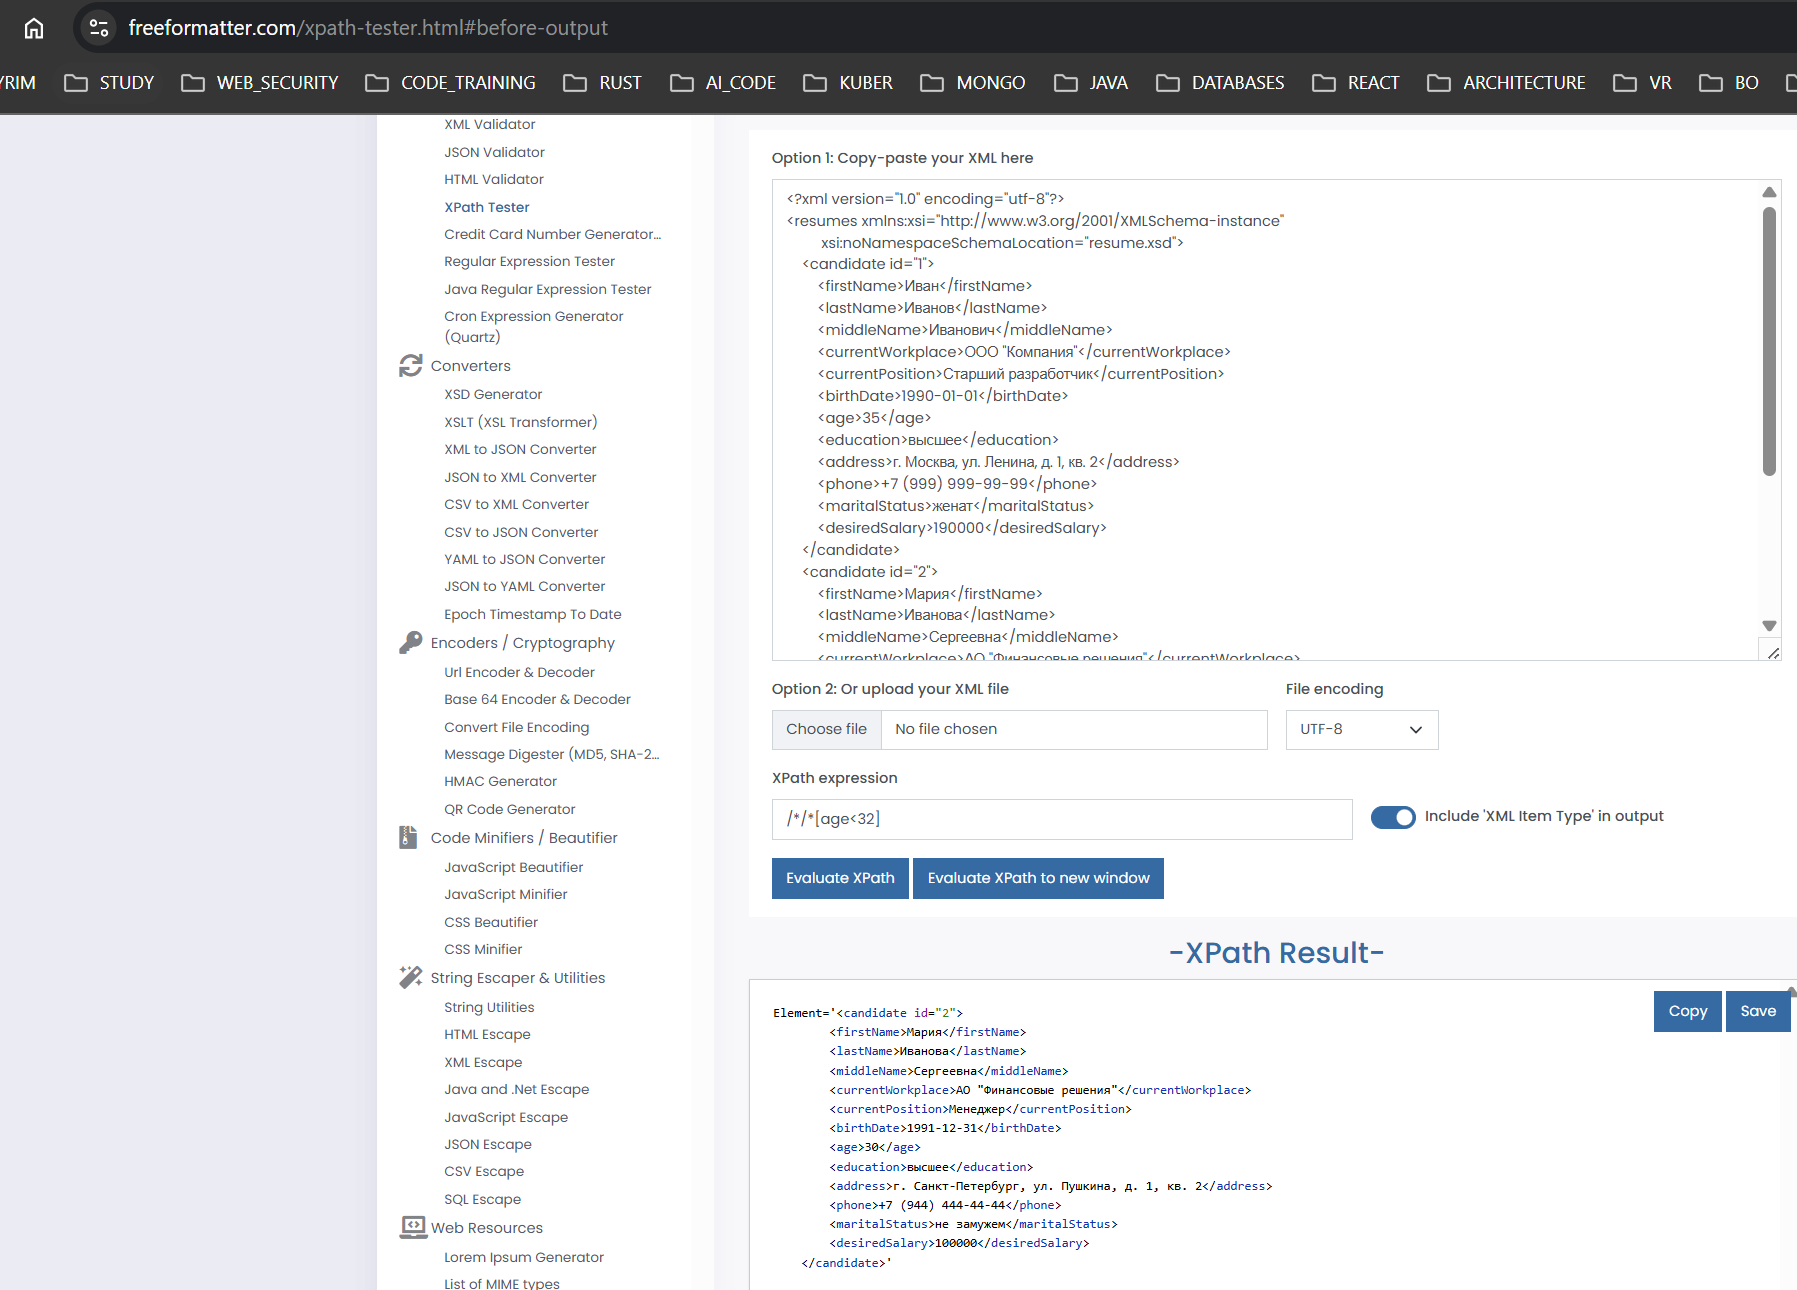 freeformatter.com/xpath-tester.html#before-output
YRIM STUDY WEB_SECURITY CODE_TRAINING RUST AI_CODE KUBER MONGO JAVA DATABASES REACT ARCHITECTURE VR BO
XML Validator
JSON Validator
HTML Validator
XPath Tester
Credit Card Number Generator...
Regular Expression Tester
Java Regular Expression Tester
Cron Expression Generator
(Quartz)
Converters
XSD Generator
XSLT (XSL Transformer)
XML to JSON Converter
JSON to XML Converter
CSV to XML Converter
CSV to JSON Converter
YAML to JSON Converter
JSON to YAML Converter
Epoch Timestamp To Date
Encoders / Cryptography
Url Encoder & Decoder
Base 64 Encoder & Decoder
Convert File Encoding
Message Digester (MD5, SHA-2...
HMAC Generator
QR Code Generator
Code Minifiers / Beautifier
JavaScript Beautifier
JavaScript Minifier
CSS Beautifier
CSS Minifier
String Escaper & Utilities
String Utilities
HTML Escape
XML Escape
Java and .Net Escape
JavaScript Escape
JSON Escape
CSV Escape
SQL Escape
Web Resources
Lorem Ipsum Generator
List of MIME types
Option 1: Copy-paste your XML here
<?xml version="1.0" encoding="utf-8"?>
<resumes xmlns:xsi="http://www.w3.org/2001/XMLSchema-instance"
xsi:noNamespaceSchemaLocation="resume.xsd">
<candidate id="1">
<firstName>Иван</firstName>
<lastName>Иванов</lastName>
<middleName>Иванович</middleName>
<currentWorkplace>ООО "Компания"</currentWorkplace>
<currentPosition>Старший разработчик</currentPosition>
<birthDate>1990-01-01</birthDate>
<age>35</age>
<education>высшее</education>
<address>г. Москва, ул. Ленина, д. 1, кв. 2</address>
<phone>+7 (999) 999-99-99</phone>
<maritalStatus>женат</maritalStatus>
<desiredSalary>190000</desiredSalary>
</candidate>
<candidate id="2">
<firstName>Мария</firstName>
<lastName>Иванова</lastName>
<middleName>Сергеевна</middleName>
<currentWorkplace>АО "Финансовые решения"</currentWorkplace>
Option 2: Or upload your XML file
File encoding
Choose file No file chosen
UTF-8
XPath expression
/*/*[age<32]
Include 'XML Item Type' in output
Evaluate XPath
Evaluate XPath to new window
-XPath Result-
Copy
Save
Element='<candidate id="2">
<firstName>Мария</firstName>
<lastName>Иванова</lastName>
<middleName>Сергеевна</middleName>
<currentWorkplace>АО "Финансовые решения"</currentWorkplace>
<currentPosition>Менеджер</currentPosition>
<birthDate>1991-12-31</birthDate>
<age>30</age>
<education>высшее</education>
<address>г. Санкт-Петербург, ул. Пушкина, д. 1, кв. 2</address>
<phone>+7 (944) 444-44-44</phone>
<maritalStatus>не замужем</maritalStatus>
<desiredSalary>100000</desiredSalary>
</candidate>'